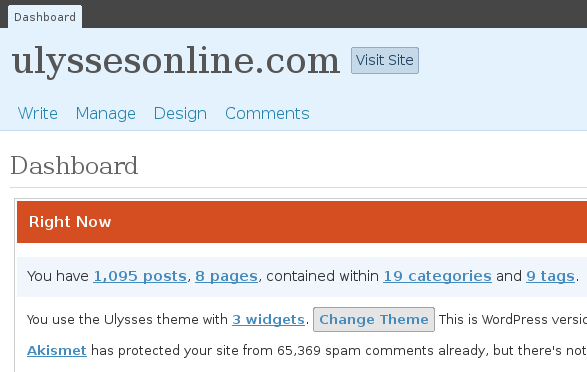 Dashboard
ulyssesonline.com Visit Site
Write Manage Design Comments
Dashboard
Right Now
You have 1,095 posts, 8 pages, contained within 19 categories and 9 tags.
You use the Ulysses theme with 3 widgets. Change Theme This is WordPress
Akismet has protected your site from 65,369 spam comments already, but there's not